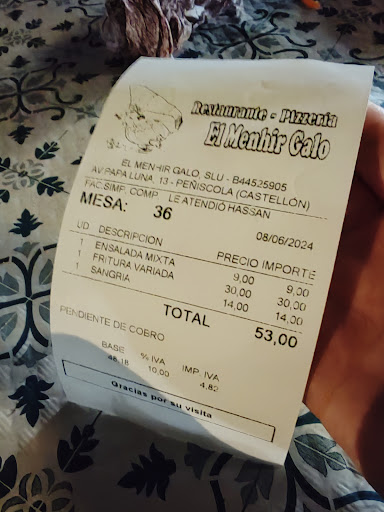 Restaurante - Pizzeria
El Menhir Galo
EL MENHIR GALO, SLU - B44525905
AV PAPA LUNA, 13 - PEÑISCOLA (CASTELLÓN)
FAC.SIMP. COMP LE ATENDIÓ HASSAN
MESA: 36 08/06/2024
UD DESCRIPCION PRECIO IMPORTE
1 ENSALADA MIXTA 9,00 9,00
1 FRITURA VARIADA 30,00 30,00
1 SANGRIA 14,00 14,00
TOTAL 53,00
PENDIENTE DE COBRO
BASE % IVA IMP. IVA
48,18 10,00 4,82
Gracias por su visita